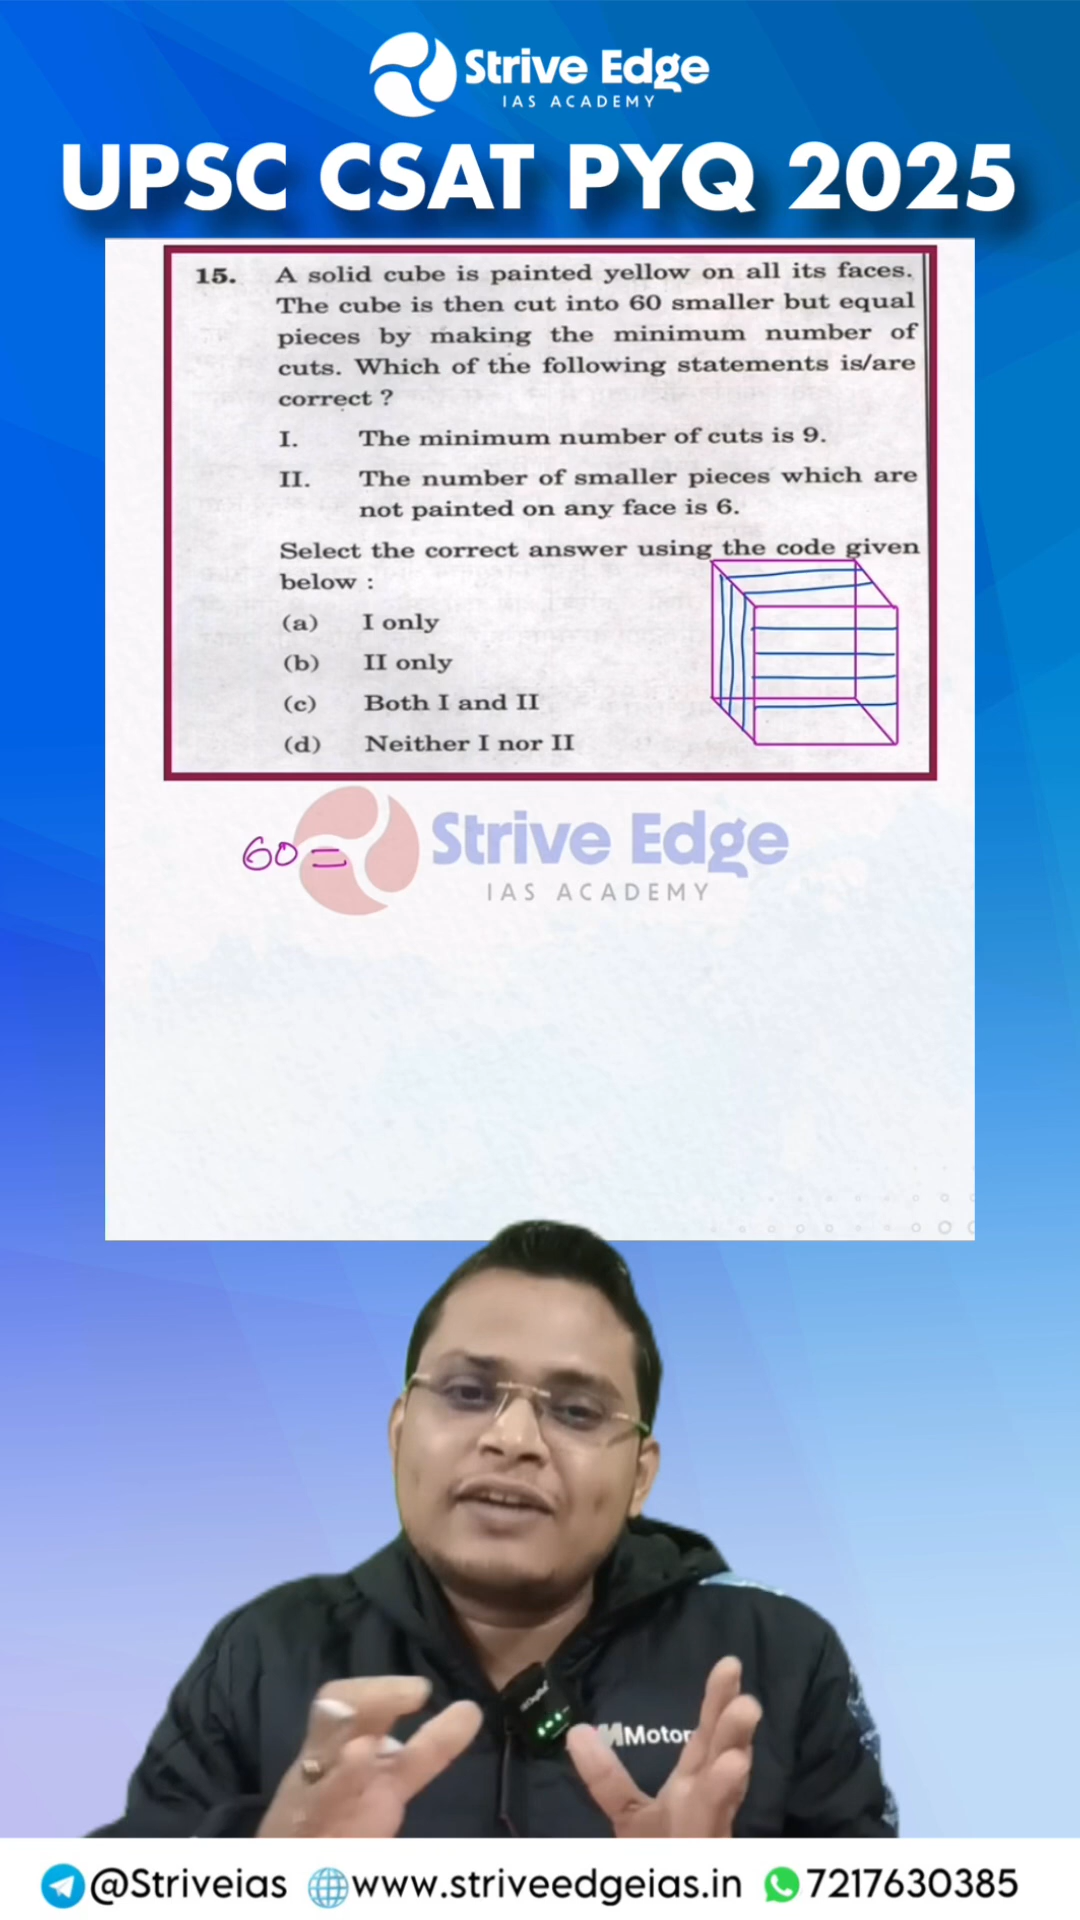 Strive Edge
IAS ACADEMY
UPSC CSAT PYQ 2025
15. A solid cube is painted yellow on all its faces.
The cube is then cut into 60 smaller but equal
pieces by making the minimum number of
cuts. Which of the following statements is/are
correct ?
I. The minimum number of cuts is 9.
II. The number of smaller pieces which are
not painted on any face is 6.
Select the correct answer using the code given
below :
(a) I only
(b) II only
(c) Both I and II
(d) Neither I nor II
60 =
Strive Edge
IAS ACADEMY
Motor
@Striveias www.striveedgeias.in 7217630385